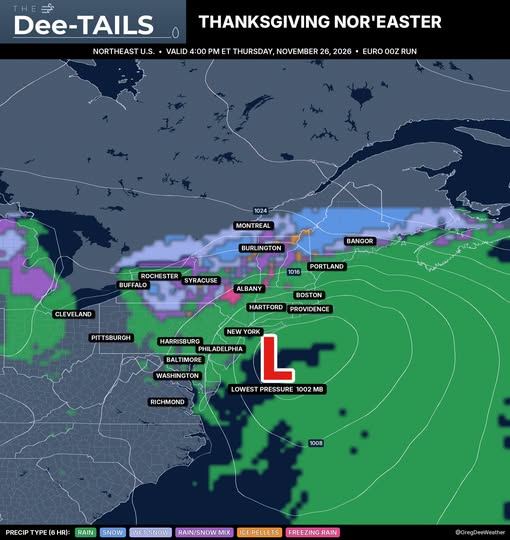 THE
Dee-TAILS
THANKSGIVING NOR'EASTER
NORTHEAST U.S. • VALID 4:00 PM ET THURSDAY, NOVEMBER 26, 2026 • EURO 00Z RUN
1024
MONTREAL
BANGOR
BURLINGTON
PORTLAND
1016
ROCHESTER
SYRACUSE
BUFFALO
ALBANY
BOSTON
HARTFORD
PROVIDENCE
CLEVELAND
NEW YORK
PITTSBURGH
HARRISBURG
PHILADELPHIA
BALTIMORE
L
WASHINGTON
LOWEST PRESSURE 1002 MB
RICHMOND
1008
PRECIP TYPE (6 HR): RAIN SNOW WET SNOW RAIN/SNOW MIX ICE PELLETS FREEZING RAIN @GregDeeWeather